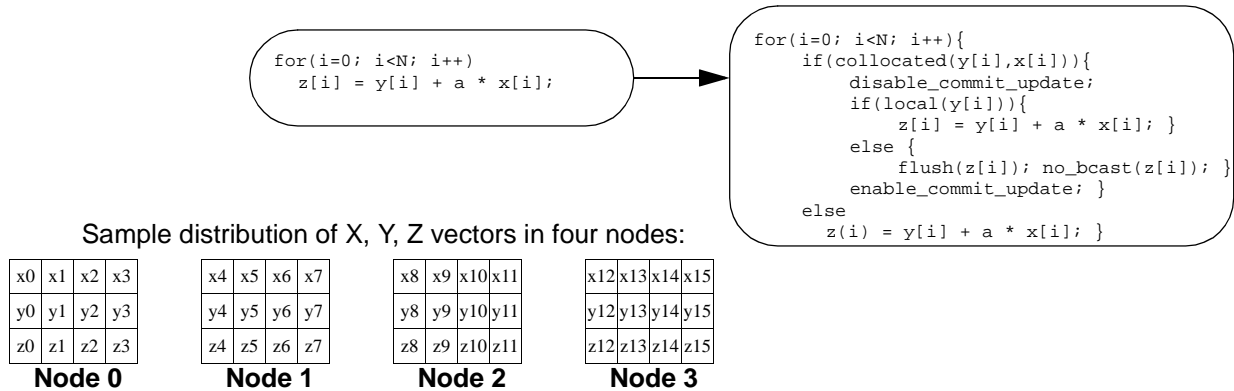 for(i=0; i<N; i++)
z[i] = y[i] + a * x[i];
for(i=0; i<N; i++){
if(collocated(y[i],x[i])){
disable_commit_update;
if(local(y[i])){
z[i] = y[i] + a * x[i]; }
else {
flush(z[i]); no_bcast(z[i]); }
enable_commit_update; }
else
z(i) = y[i] + a * x[i]; }
Sample distribution of X, Y, Z vectors in four nodes:
x0 x1 x2 x3
y0 y1 y2 y3
z0 z1 z2 z3
Node 0
x4 x5 x6 x7
y4 y5 y6 y7
z4 z5 z6 z7
Node 1
x8 x9 x10 x11
y8 y9 y10 y11
z8 z9 z10 z11
Node 2
x12 x13 x14 x15
y12 y13 y14 y15
z12 z13 z14 z15
Node 3